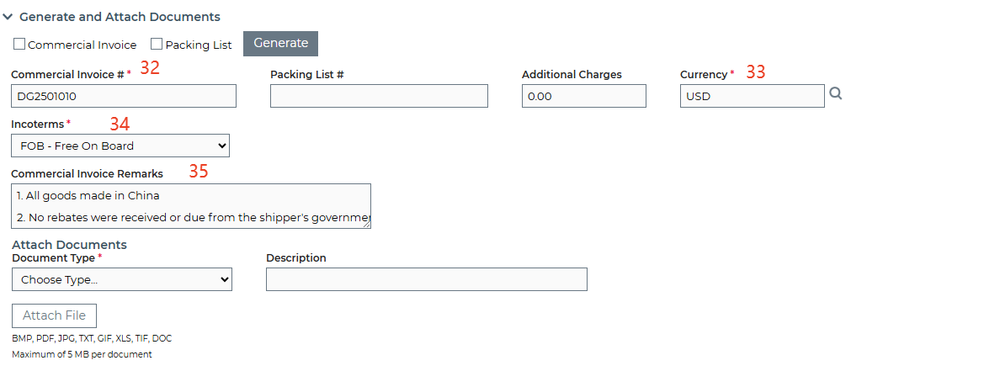 Generate and Attach Documents
Commercial Invoice Packing List Generate
Commercial Invoice # * 32 Packing List # Additional Charges Currency * 33
DG2501010 0.00 USD
Incoterms * 34
FOB - Free On Board
Commercial Invoice Remarks 35
1. All goods made in China
2. No rebates were received or due from the shipper's
Attach Documents
Document Type * Description
Choose Type...
Attach File
BMP, PDF, JPG, TXT, GIF, XLS, TIF, DOC
Maximum of 5 MB per document